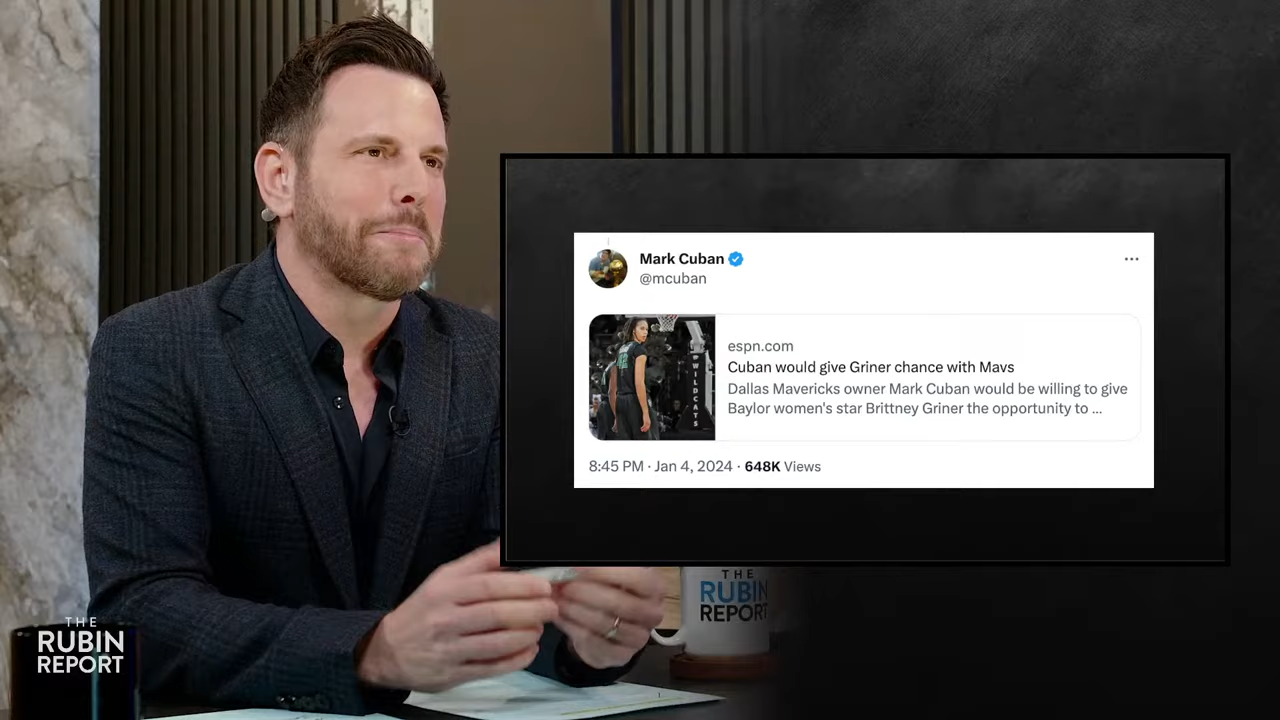 Mark Cuban
@mcuban
espn.com
Cuban would give Griner chance with Mavs
Dallas Mavericks owner Mark Cuban would be willing to give
Baylor women's star Brittney Griner the opportunity to ...
WILDCATS
8:45 PM · Jan 4, 2024 · 648K Views
THE
RUBIN
REPORT
THE
RUBIN
REPORT